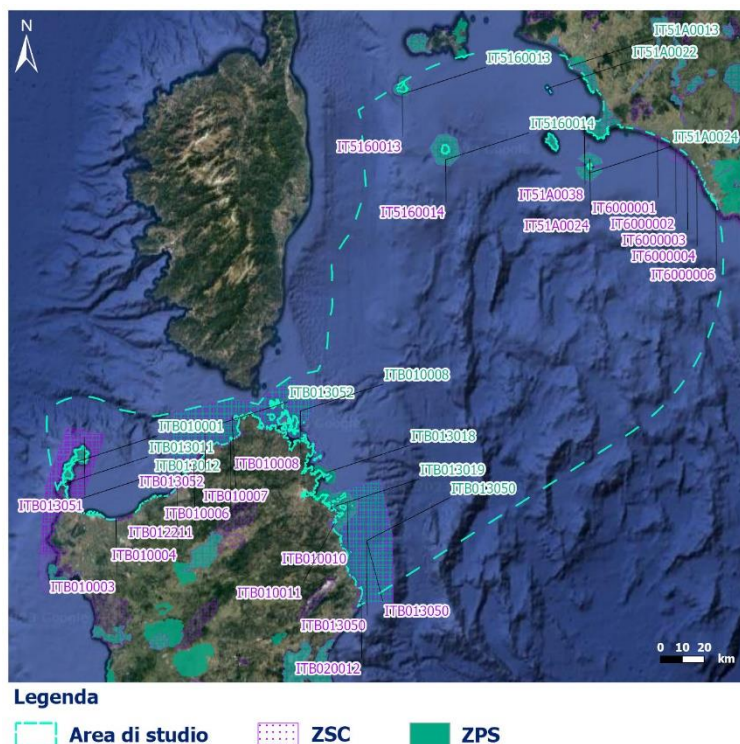 N
IT51A0013
IT5160013
IT51A0022
IT5160014
IT51A0024
IT5160013
IT51A0038
IT5160014
IT6000001
IT51A0024
IT6000002
IT6000003
IT6000004
IT6000006
ITB013052
ITB010008
ITB010001
ITB013011
ITB013018
ITB013012
ITB010008
ITB013019
ITB013052
ITB013050
ITB010007
ITB013051
ITB010006
ITB012211
ITB010004
ITB010010
ITB010003
ITB010011
ITB013050
ITB013050
ITB020012
0 10 20
km
Legenda
Area di studio ZSC ZPS